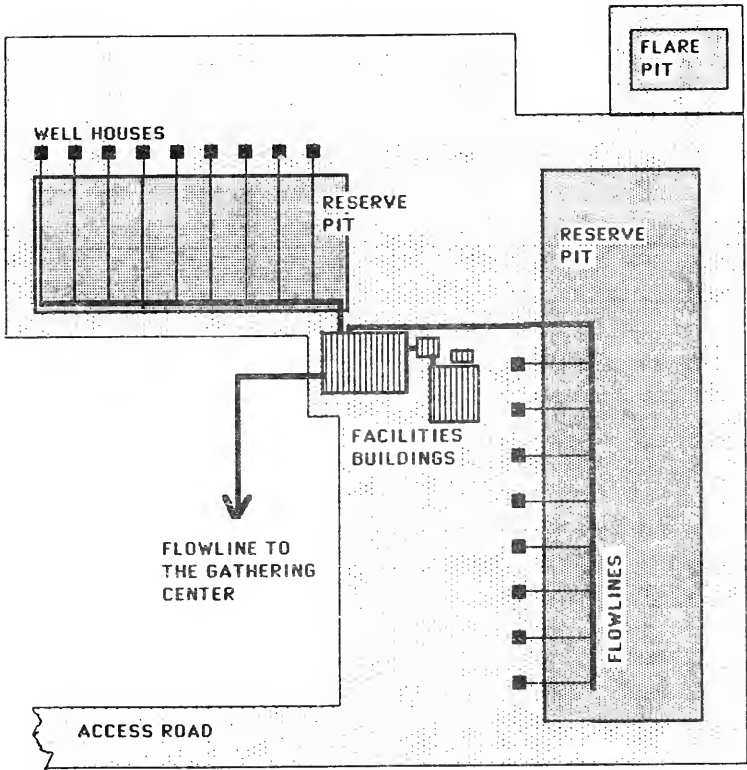 FLARE
PIT
WELL HOUSES
RESERVE
PIT
RESERVE
PIT
FACILITIES
BUILDINGS
FLOWLINE TO
THE GATHERING
CENTER
FLOWLINES
ACCESS ROAD